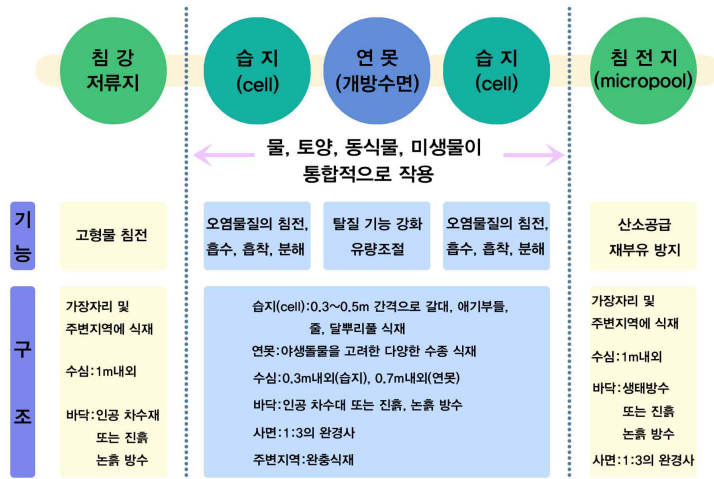 침 강
저류지
습 지
(cell)
연 못
(개방수면)
습 지
(cell)
침 전 지
(micropool)
물, 토양, 동식물, 미생물이
통합적으로 작용
기
능
고형물 침전
오염물질의 침전,
흡수, 흡착, 분해
탈질 기능 강화
유량조절
오염물질의 침전,
흡수, 흡착, 분해
산소공급
재부유 방지
구
조
가장자리 및
주변지역에 식재
수심:1m내외
바닥:인공 차수재
또는 진흙
논흙 방수
습지(cell):0.3~0.5m 간격으로 갈대, 애기부들,
줄, 달뿌리풀 식재
연못:야생돌물을 고려한 다양한 수종 식재
수심:0.3m내외(습지), 0.7m내외(연못)
바닥:인공 차수대 또는 진흙, 논흙 방수
사면:1:3의 완경사
주변지역:완충식재
가장자리 및
주변지역에 식재
수심:1m내외
바닥:생태방수
또는 진흙
논흙 방수
사면:1:3의 완경사